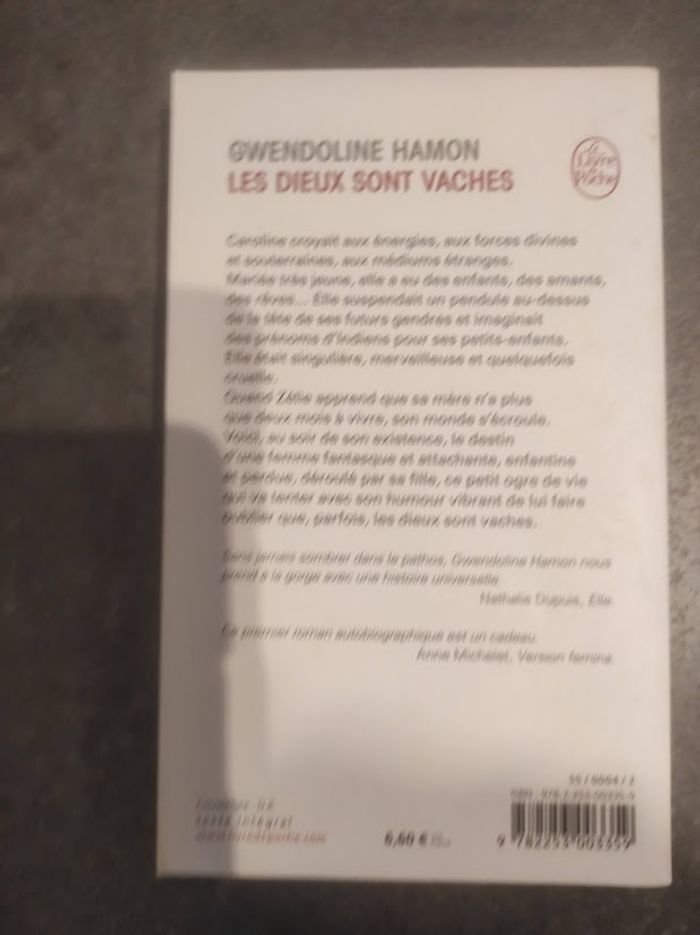 GWENDOLINE HAMON
LES DIEUX SONT VACHES
Le Livre de Poche
Caroline croyait aux énergies, aux forces divines
et souterraines, aux médiums étranges.
Mariée très jeune, elle a eu des enfants, des amants,
des rêves... Elle suspendait un pendule au-dessus
de la tête de ses futurs gendres et imaginait
des prénoms d'Indiens pour ses petits-enfants.
Elle était singulière, merveilleuse et quelquefois
cruelle.
Quand Zélie apprend que sa mère n'a plus
que deux mois à vivre, son monde s'écroule.
Voici, au soir de son existence, le destin
d'une femme fantasque et attachante, enfantine
et perdue, déroulé par sa fille, ce petit ogre de vie
qui va tenter avec son humour vibrant de lui faire
oublier que, parfois, les dieux sont vaches.
Sans jamais sombrer dans le pathos, Gwendoline Hamon nous
prend à la gorge avec une histoire universelle.
Nathalie Dupuis, Elle.
Ce premier roman autobiographique est un cadeau.
Anne Michelet, Version femina.
texte intégral
www.livredepoche.com
6,60 €
9 782253 003359